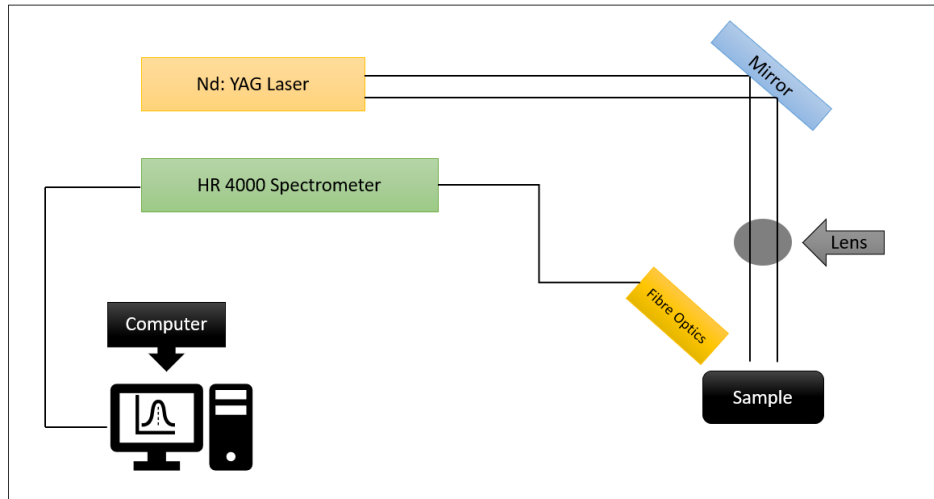 Nd: YAG Laser
Mirror
HR 4000 Spectrometer
Lens
Fibre Optics
Computer
Sample